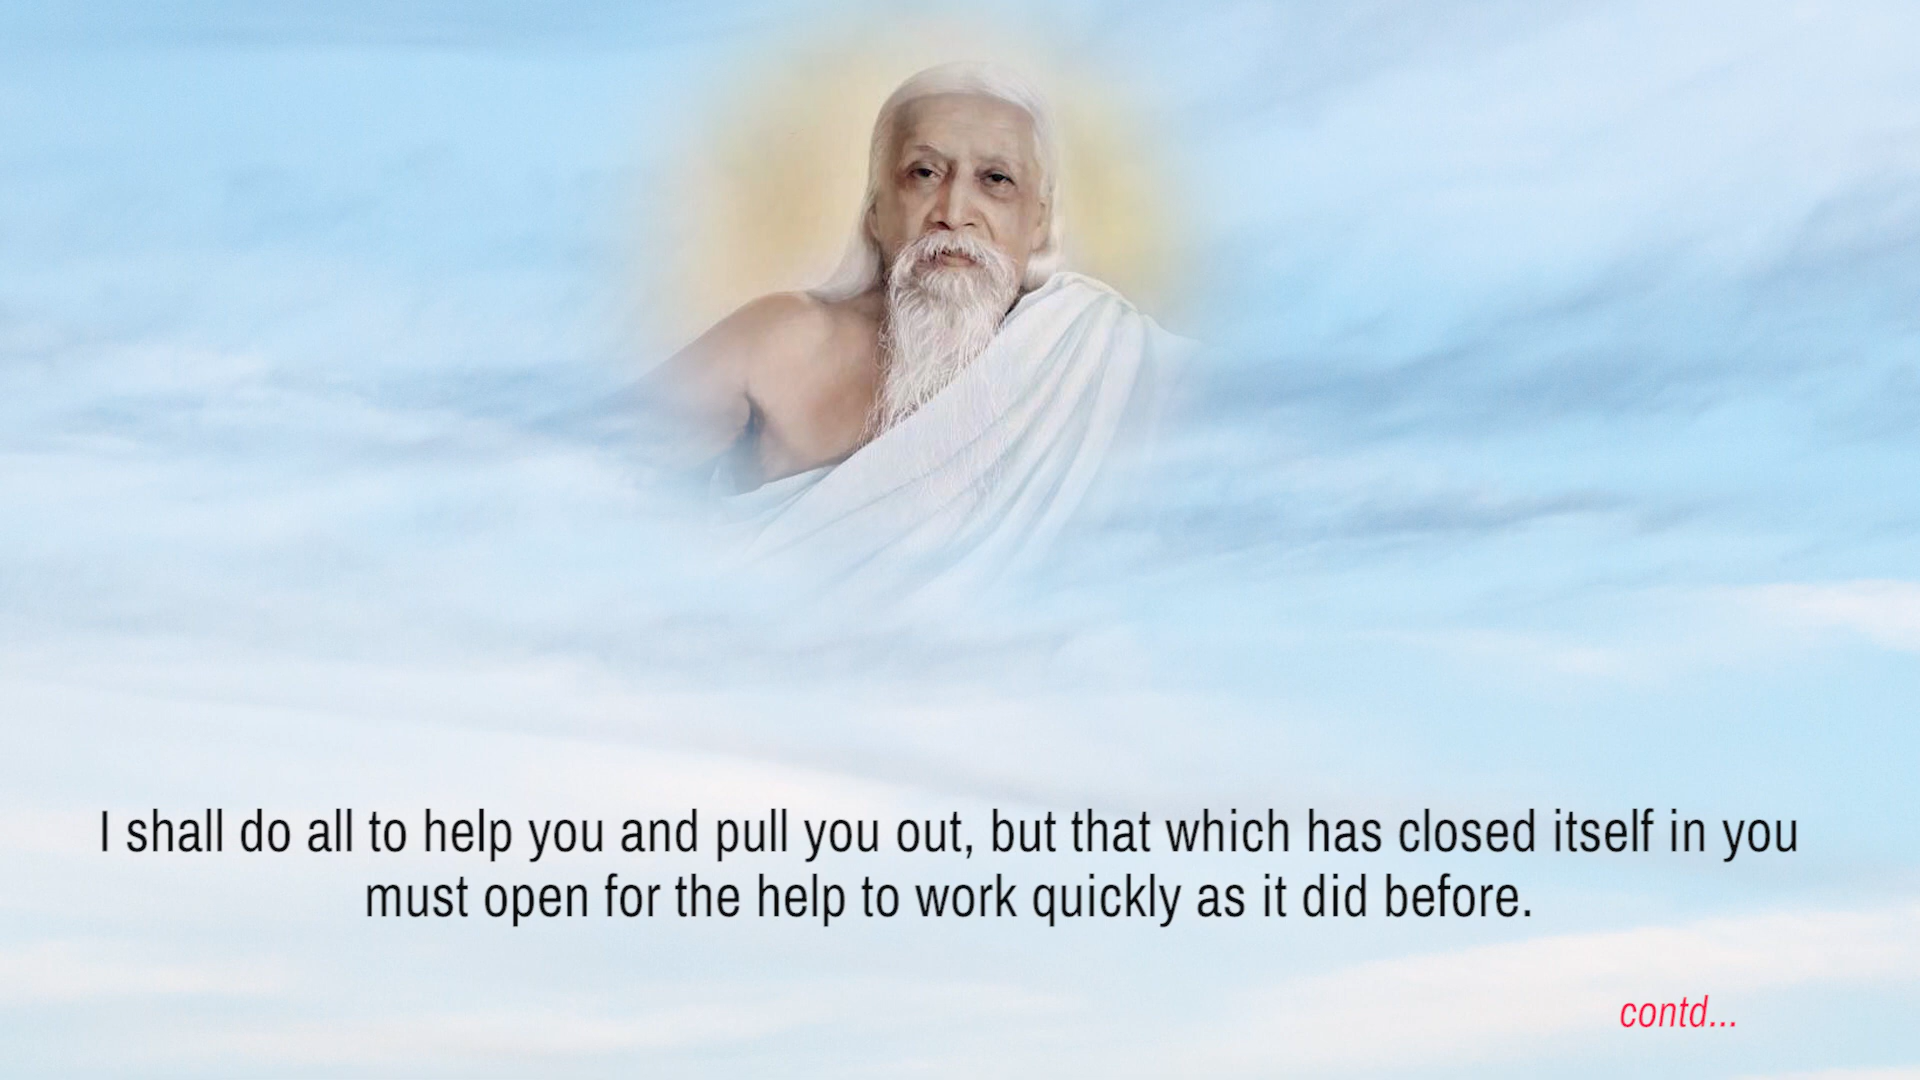 I shall do all to help you and pull you out, but that which has closed itself in you
must open for the help to work quickly as it did before.
contd...